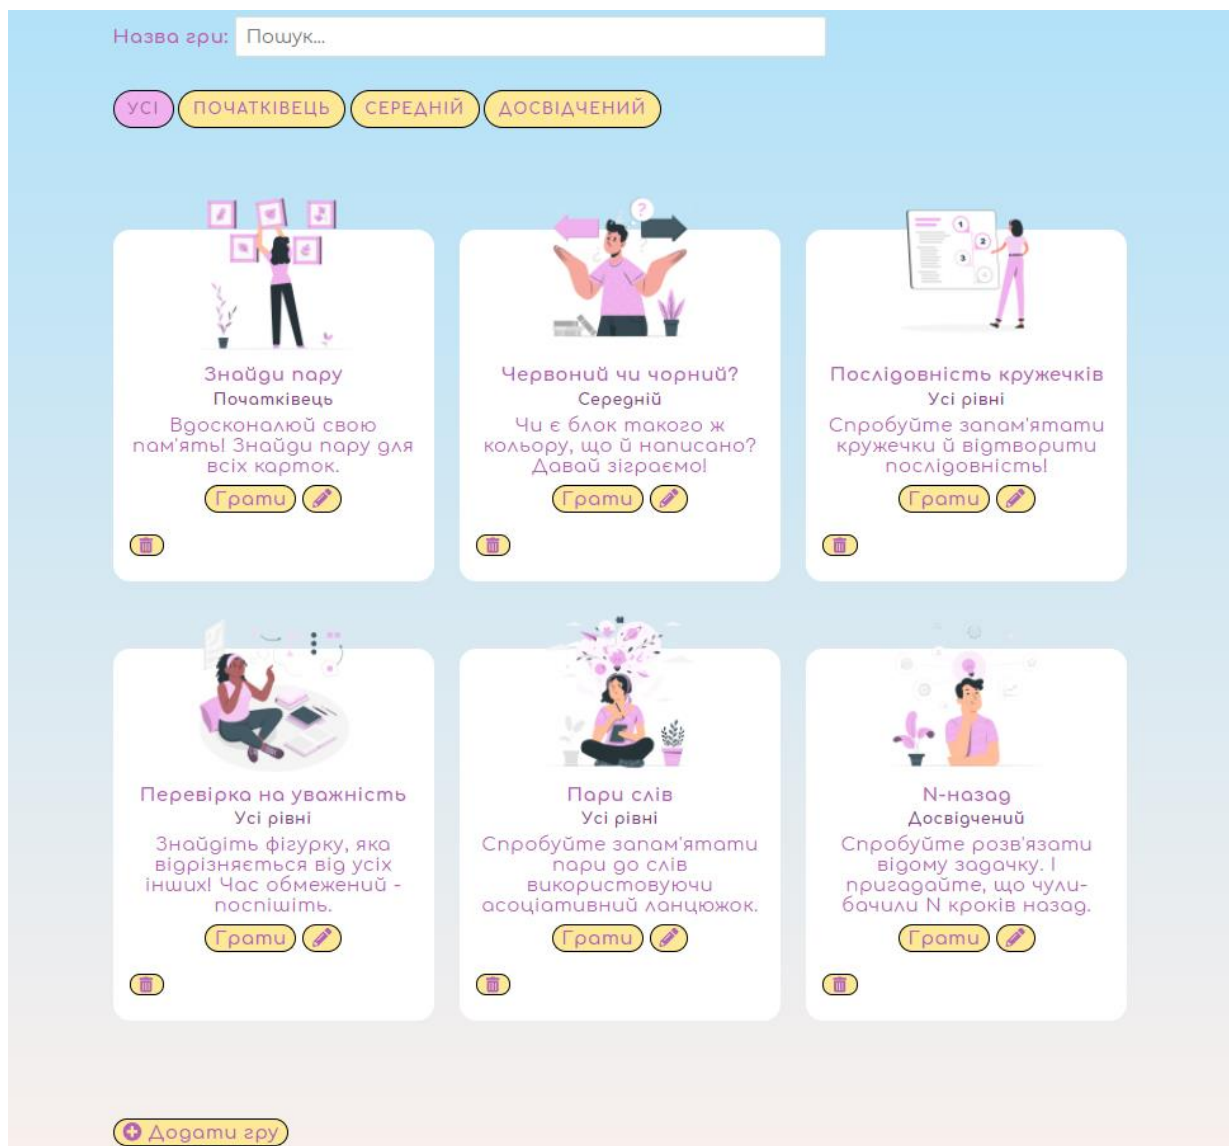 Назва гри: Пошук...
УСІ ПОЧАТКІВЕЦЬ СЕРЕДНІЙ ДОСВІДЧЕНИЙ
?
1
2
3
4
Знайди пару
Початківець
Вдосконалюй свою
пам'ять! Знайди пару для
всіх карток.
Грати
Червоний чи чорний?
Середній
Чи є блок такого ж
кольору, що й написано?
Давай зіграємо!
Грати
Послідовність кружечків
Усі рівні
Спробуйте запам'ятати
кружечки й відтворити
послідовність!
Грати
Перевірка на уважність
Усі рівні
Знайдіть фігурку, яка
відрізняється від усіх
інших! Час обмежений -
поспішіть.
Грати
Пари слів
Усі рівні
Спробуйте запам'ятати
пари до слів
використовуючи
асоціативний ланцюжок.
Грати
N-назад
Досвідчений
Спробуйте розв'язати
відому задачку. І
пригадайте, що чули-
бачили N кроків назад.
Грати
Додати гру